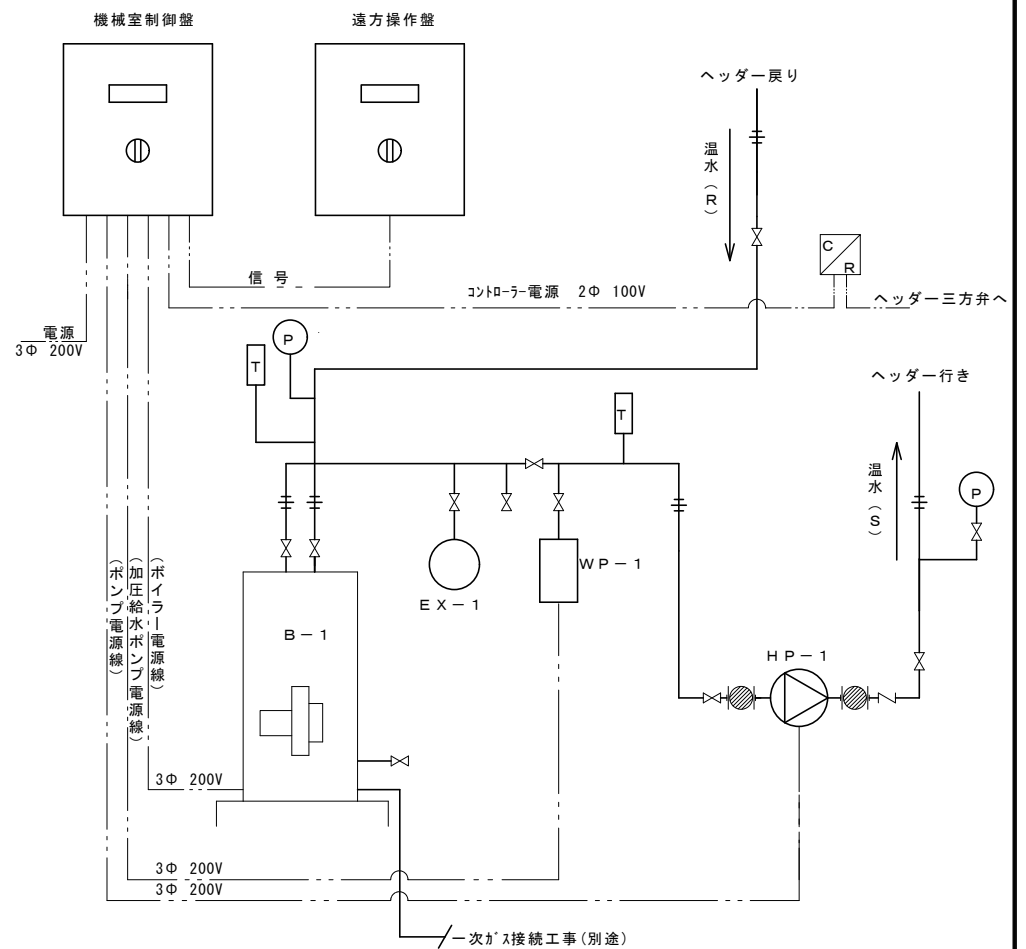 機械室制御盤
遠方操作盤
ヘッダー戻り
温水(R)
C
R
信 号
コントローラー電源 2Φ 100V
ヘッダー三方弁へ
電源
3Φ 200V
P
T
ヘッダー行き
T
温水(S)
P
(ポンプ電源線)
(加圧給水ポンプ電源線)
(ボイラー電源線)
WP-1
EX-1
B-1
HP-1
3Φ 200V
3Φ 200V
3Φ 200V
一次ガス接続工事(別途)